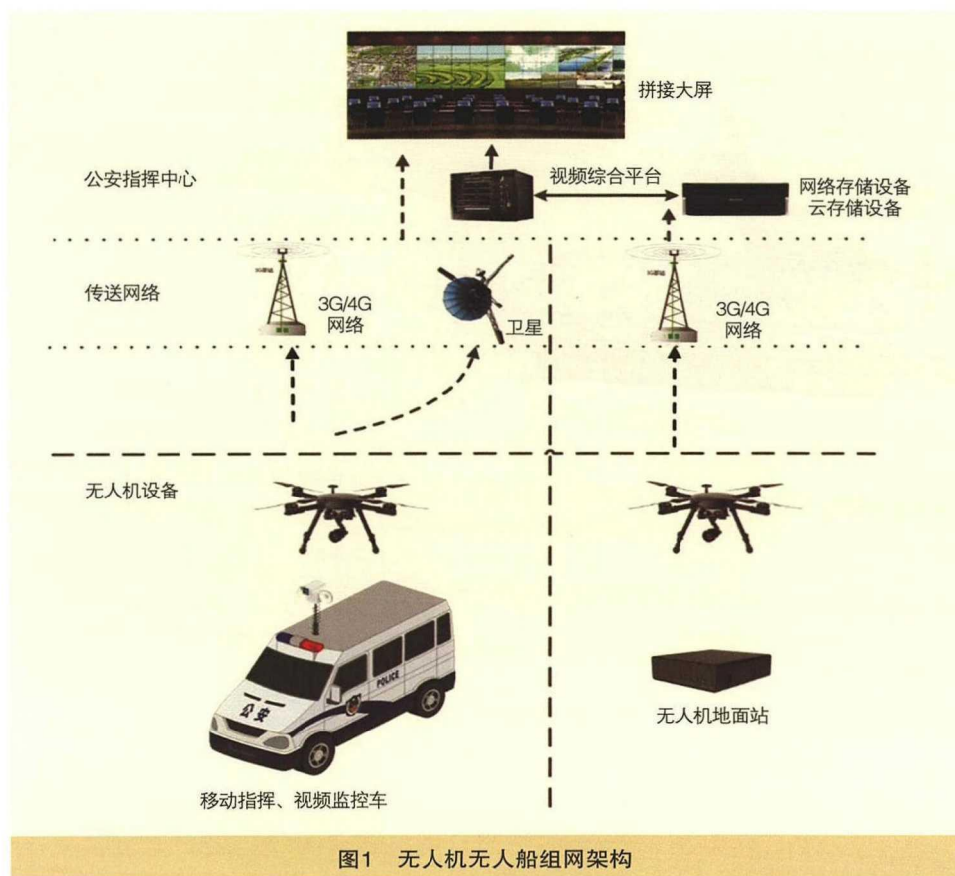 拼接大屏
公安指挥中心
视频综合平台
网络存储设备
云存储设备
传送网络
3G/4G
网络
卫星
3G/4G
网络
无人机设备
POLICE
公安
无人机地面站
移动指挥、视频监控车
图1 无人机无人船组网架构